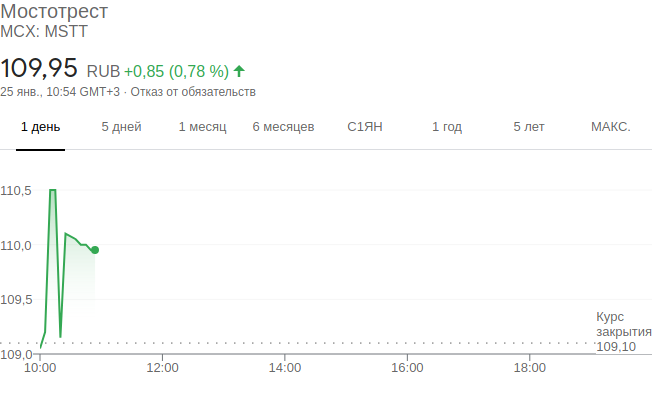 Мостотрест
MCX: MSTT
109,95 RUB +0,85 (0,78 %)
25 янв., 10:54 GMT+3 · Отказ от обязательств
1 день 5 дней 1 месяц 6 месяцев С1ЯН 1 год 5 лет МАКС.
110,5
110,0
109,5
Курс
закрытия
109,10
109,0
10:00 12:00 14:00 16:00 18:00